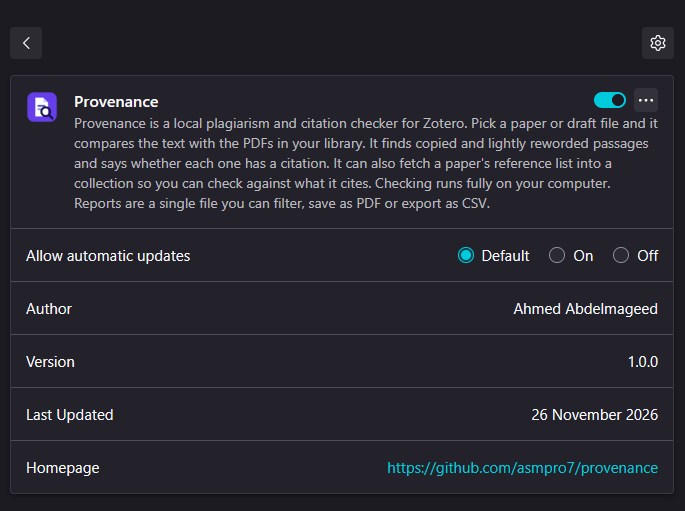 Provenance
Provenance is a local plagiarism and citation checker for Zotero. Pick a paper or draft file and it
compares the text with the PDFs in your library. It finds copied and lightly reworded passages
and says whether each one has a citation. It can also fetch a paper's reference list into a
collection so you can check against what it cites. Checking runs fully on your computer.
Reports are a single file you can filter, save as PDF or export as CSV.
Allow automatic updates Default On Off
Author Ahmed Abdelmageed
Version 1.0.0
Last Updated 26 November 2026
Homepage https://github.com/asmpro7/provenance